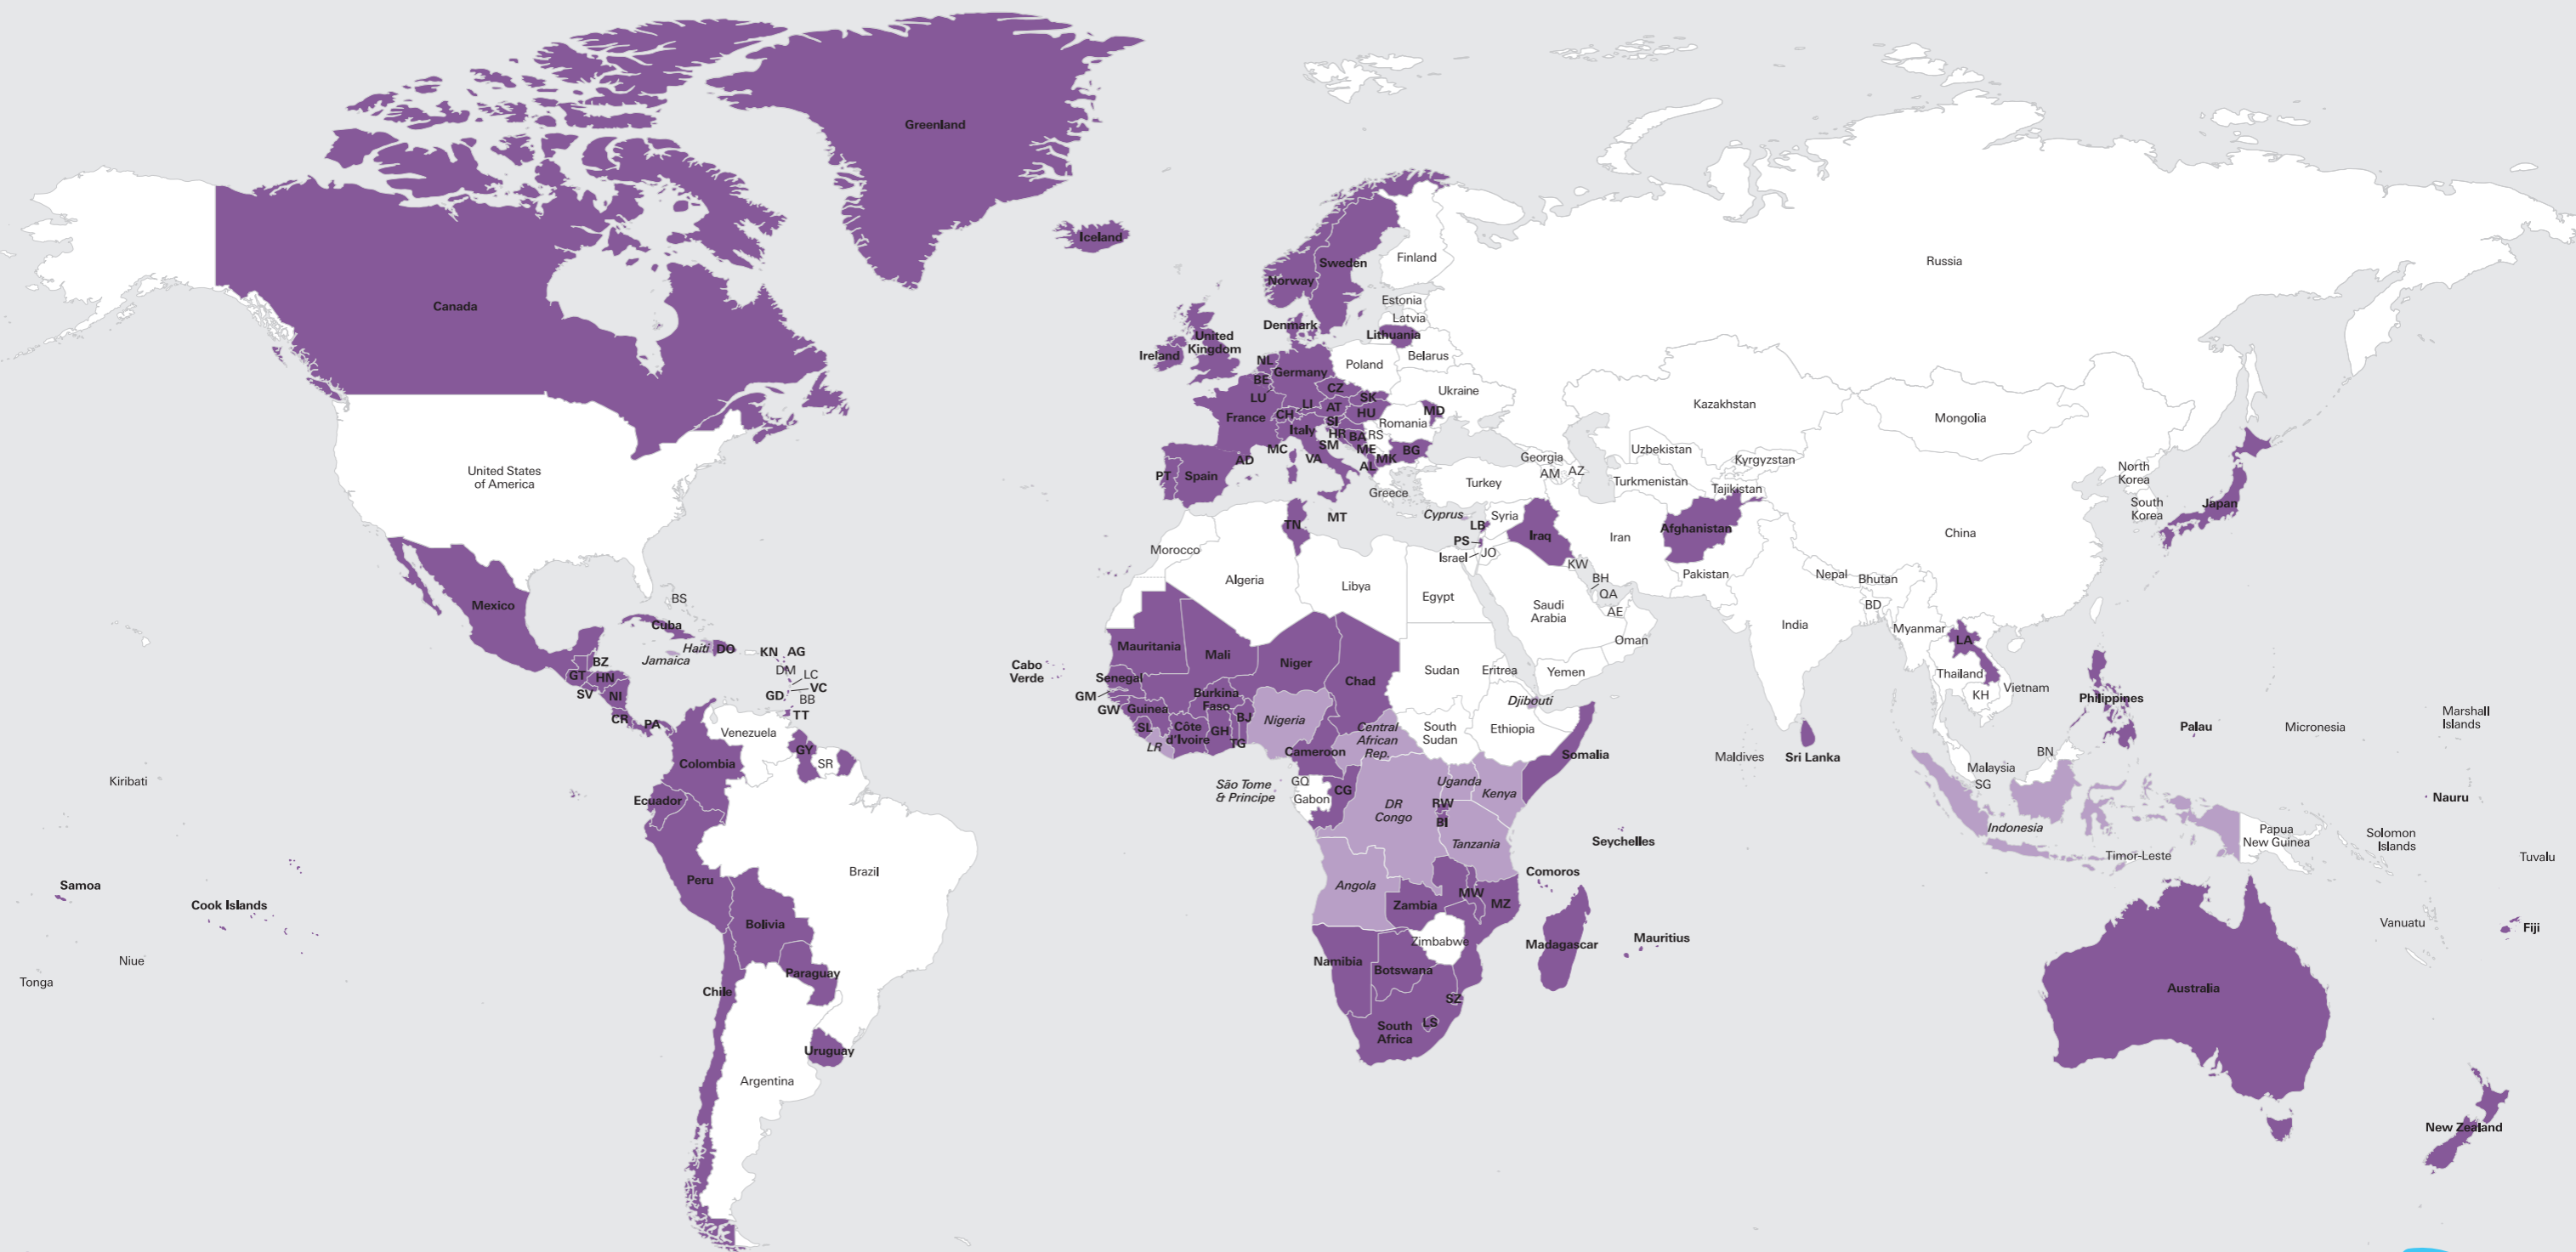 Greenland
Iceland
Canada
United States
of America
Mexico
BS
Cuba
Haiti
DO
Jamaica
KN
AG
DM
LC
VC
GD
BB
TT
BZ
GT
HN
SV
NI
CR
PA
Venezuela
GY
SR
Colombia
Ecuador
Peru
Brazil
Bolivia
Paraguay
Chile
Uruguay
Argentina
Kiribati
Samoa
Cook Islands
Niue
Tonga
Norway
Sweden
Finland
Estonia
Latvia
Lithuania
Denmark
United
Kingdom
Ireland
NL
BE
LU
Germany
Poland
Belarus
Ukraine
CZ
SK
LI
AT
HU
CH
France
MD
Romania
SI
HR
BA
RS
Italy
SM
ME
MK
BG
MC
VA
AL
AD
PT
Spain
Greece
MT
Turkey
Cyprus
Georgia
AM
AZ
Russia
Kazakhstan
Uzbekistan
Kyrgyzstan
Turkmenistan
Tajikistan
Mongolia
China
North
Korea
South
Korea
Japan
Syria
LB
PS
Israel
JO
Iraq
Iran
Afghanistan
Pakistan
KW
BH
QA
AE
Saudi
Arabia
Oman
Yemen
Nepal
Bhutan
BD
India
Myanmar
LA
Thailand
KH
Vietnam
Philippines
Maldives
Sri Lanka
Malaysia
SG
BN
Indonesia
Timor-Leste
Papua
New Guinea
Palau
Micronesia
Marshall
Islands
Nauru
Solomon
Islands
Tuvalu
Vanuatu
Fiji
Australia
New Zealand
Morocco
Algeria
TN
Libya
Egypt
Cabo
Verde
Mauritania
Mali
Niger
Chad
Sudan
Eritrea
Djibouti
Senegal
GM
GW
Guinea
SL
LR
Côte
d'Ivoire
Burkina
Faso
GH
TG
BJ
Nigeria
Cameroon
Central
African
Rep.
South
Sudan
Ethiopia
Somalia
São Tome
& Principe
GQ
Gabon
CG
DR
Congo
Uganda
Kenya
RW
BI
Tanzania
Seychelles
Comoros
Angola
Zambia
MW
MZ
Zimbabwe
Madagascar
Mauritius
Namibia
Botswana
SZ
LS
South
Africa